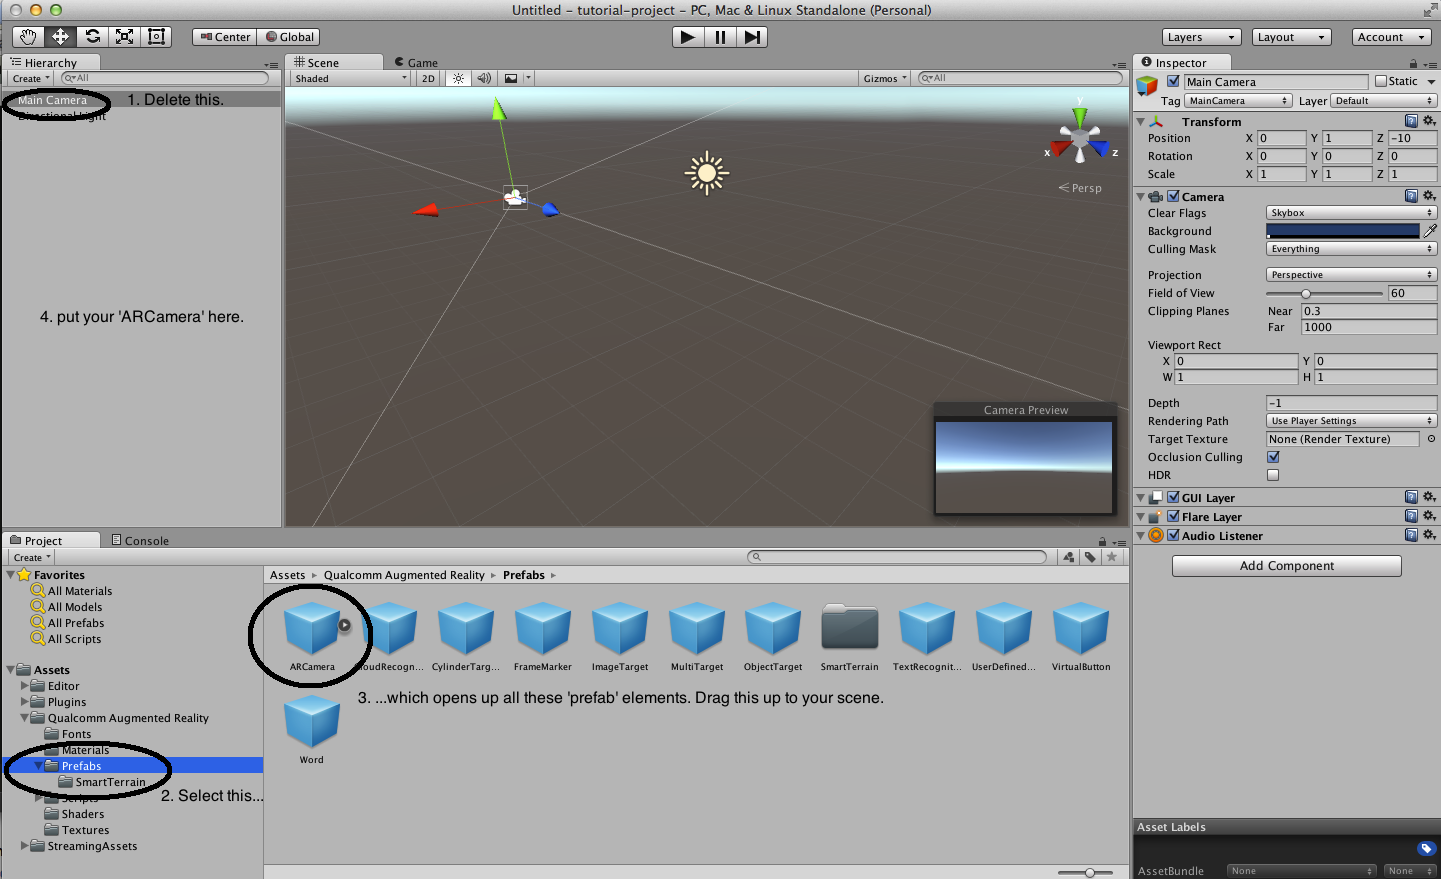 Untitled – tutorial-project – PC, Mac & Linux Standalone (Personal)
Center Global
Layers Layout Account
Hierarchy
Create All
Main Camera
1. Delete this.
Directional Light
4. put your 'ARCamera' here.
Scene Game
Shaded 2D Gizmos All
y
x z
Persp
Camera Preview
Inspector
Main Camera Static
Tag MainCamera Layer Default
Transform
Position X 0 Y 1 Z -10
Rotation X 0 Y 0 Z 0
Scale X 1 Y 1 Z 1
Camera
Clear Flags Skybox
Background
Culling Mask Everything
Projection Perspective
Field of View 60
Clipping Planes Near 0.3
Far 1000
Viewport Rect
X 0 Y 0
W 1 H 1
Depth -1
Rendering Path Use Player Settings
Target Texture None (Render Texture)
Occlusion Culling
HDR
GUI Layer
Flare Layer
Audio Listener
Add Component
Project Console
Create
Favorites
All Materials
All Models
All Prefabs
All Scripts
Assets
Editor
Plugins
Qualcomm Augmented Reality
Fonts
Materials
Prefabs
SmartTerrain
2. Select this...
Scripts
Shaders
Textures
StreamingAssets
Assets Qualcomm Augmented Reality Prefabs
ARCamera
CloudRecogn...
CylinderTarg...
FrameMarker
ImageTarget
MultiTarget
ObjectTarget
SmartTerrain
TextRecognit...
UserDefined...
VirtualButton
3. ...which opens up all these 'prefab' elements. Drag this up to your scene.
Word
Asset Labels
AssetBundle None None